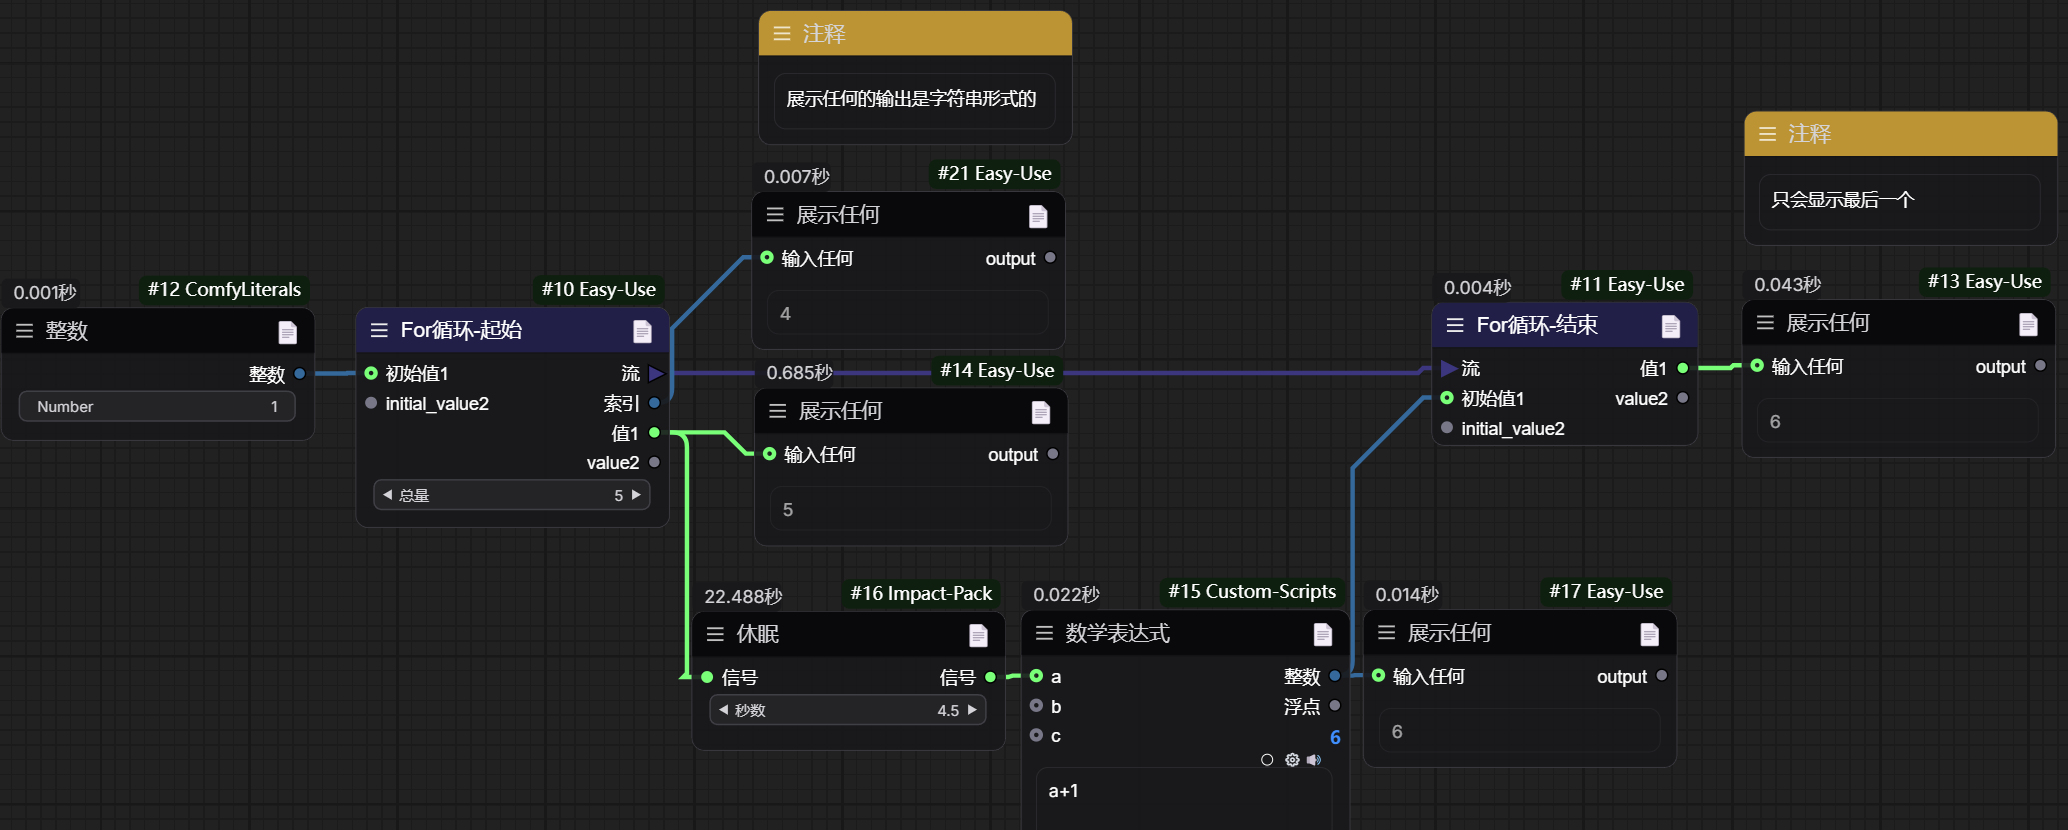 注释
展示任何的输出是字符串形式的
注释
只会显示最后一个
0.007秒
#21 Easy-Use
展示任何
输入任何
output
4
0.001秒
#12 ComfyLiterals
整数
整数
Number
1
#10 Easy-Use
For循环-起始
初始值1
流
initial_value2
索引
值1
value2
总量
5
0.685秒
#14 Easy-Use
展示任何
输入任何
output
5
0.004秒
#11 Easy-Use
For循环-结束
流
值1
初始值1
value2
initial_value2
0.043秒
#13 Easy-Use
展示任何
输入任何
output
6
22.488秒
#16 Impact-Pack
休眠
信号
信号
秒数
4.5
0.022秒
#15 Custom-Scripts
数学表达式
a
整数
b
浮点
c
6
a+1
0.014秒
#17 Easy-Use
展示任何
输入任何
output
6